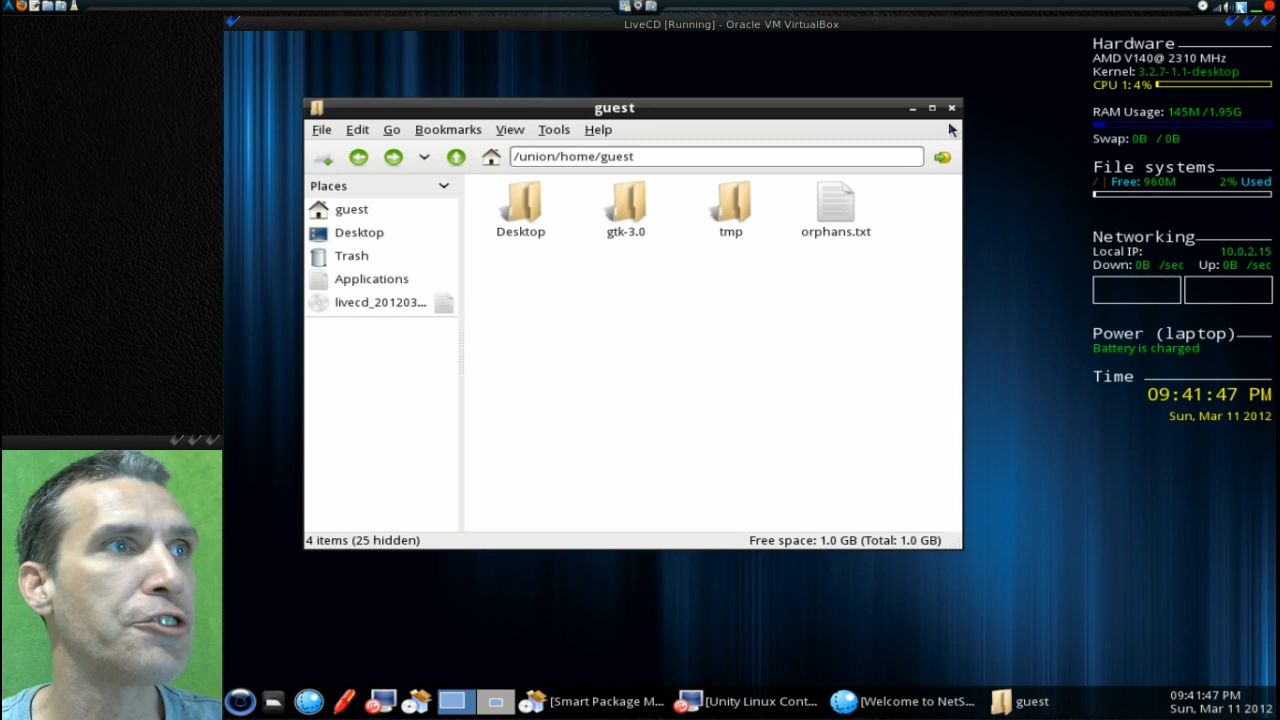 LiveCD [Running] - Oracle VM VirtualBox
Hardware
AMD V140@ 2310 MHz
Kernel: 3.2.7-1.1-desktop
CPU 1: 4%
RAM Usage: 145M /1.95G
Swap: 0B / 0B
File systems
/ | Free: 960M 2% Used
Networking
Local IP: 10.0.2.15
Down: 0B /sec Up: 0B /sec
Power (laptop)
Battery is charged
Time
09:41:47 PM
Sun, Mar 11 2012
guest
File Edit Go Bookmarks View Tools Help
/union/home/guest
Places
guest
Desktop
Trash
Applications
livecd_201203...
Desktop gtk-3.0 tmp orphans.txt
4 items (25 hidden) Free space: 1.0 GB (Total: 1.0 GB)
[Smart Package M... [Unity Linux Cont... [Welcome to NetS... guest
09:41:47 PM
Sun, Mar 11 2012